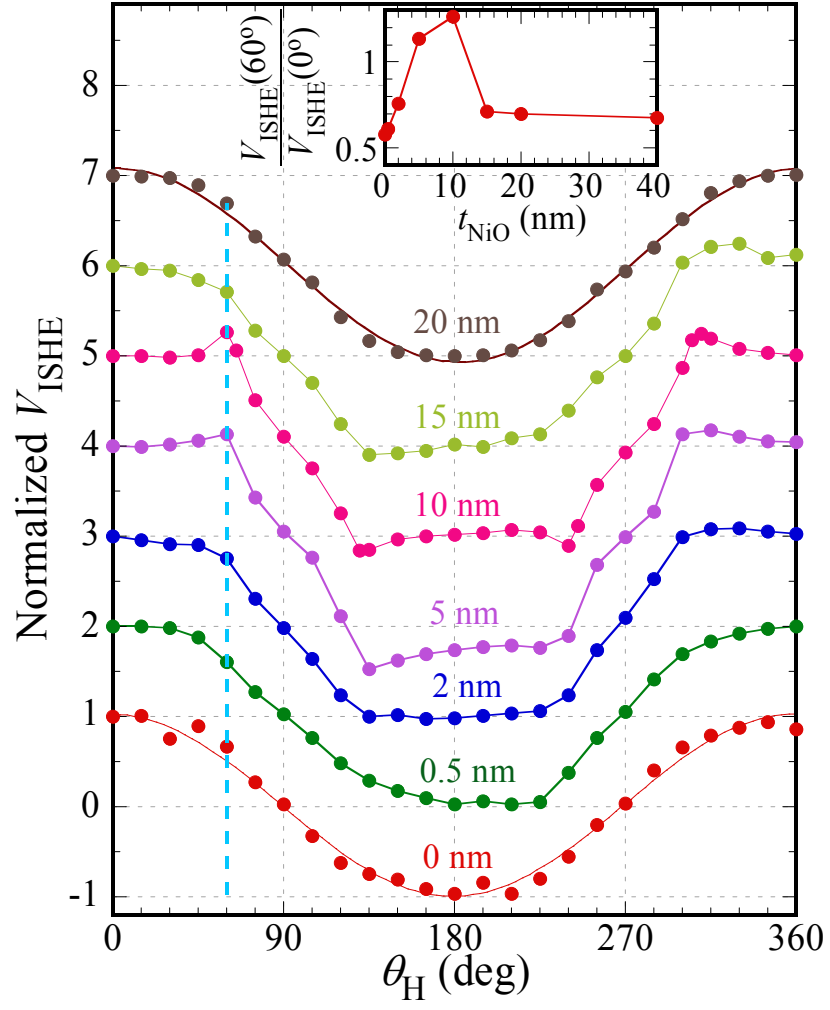 V_ISHE(60º)
V_ISHE(0º)
1
0.5
0 10 20 30 40
t_NiO (nm)
Normalized V_ISHE
8
7
6
5
4
3
2
1
0
-1
20 nm
15 nm
10 nm
5 nm
2 nm
0.5 nm
0 nm
0 90 180 270 360
θ_H (deg)